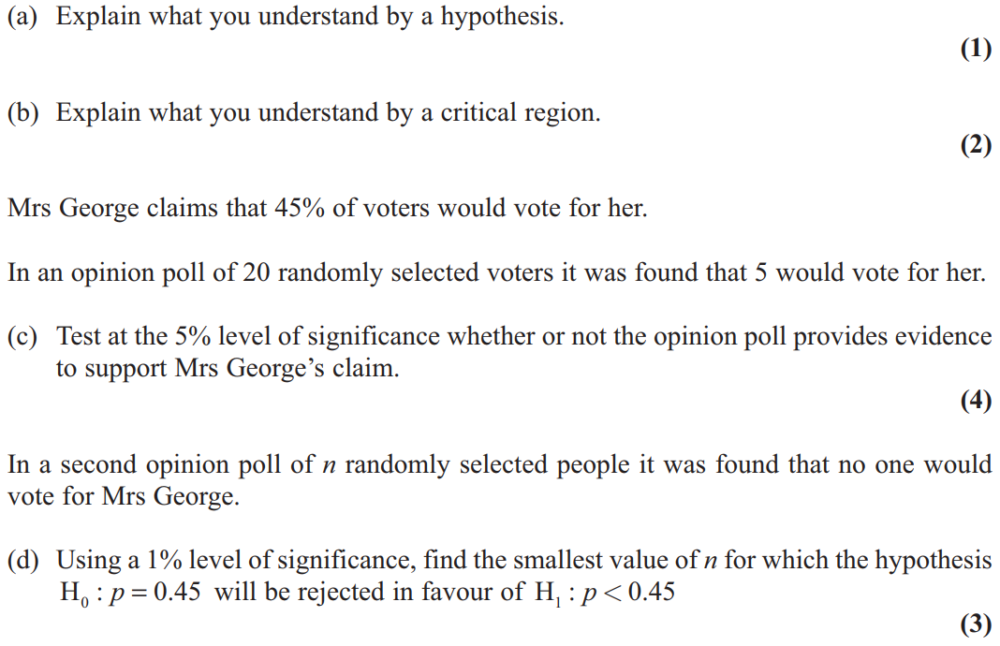 (a) Explain what you understand by a hypothesis.
(1)
(b) Explain what you understand by a critical region.
(2)
Mrs George claims that 45% of voters would vote for her.
In an opinion poll of 20 randomly selected voters it was found that 5 would vote for her.
(c) Test at the 5% level of significance whether or not the opinion poll provides evidence
to support Mrs George’s claim.
(4)
In a second opinion poll of n randomly selected people it was found that no one would
vote for Mrs George.
(d) Using a 1% level of significance, find the smallest value of n for which the hypothesis
H₀ : p = 0.45 will be rejected in favour of H₁ : p < 0.45
(3)